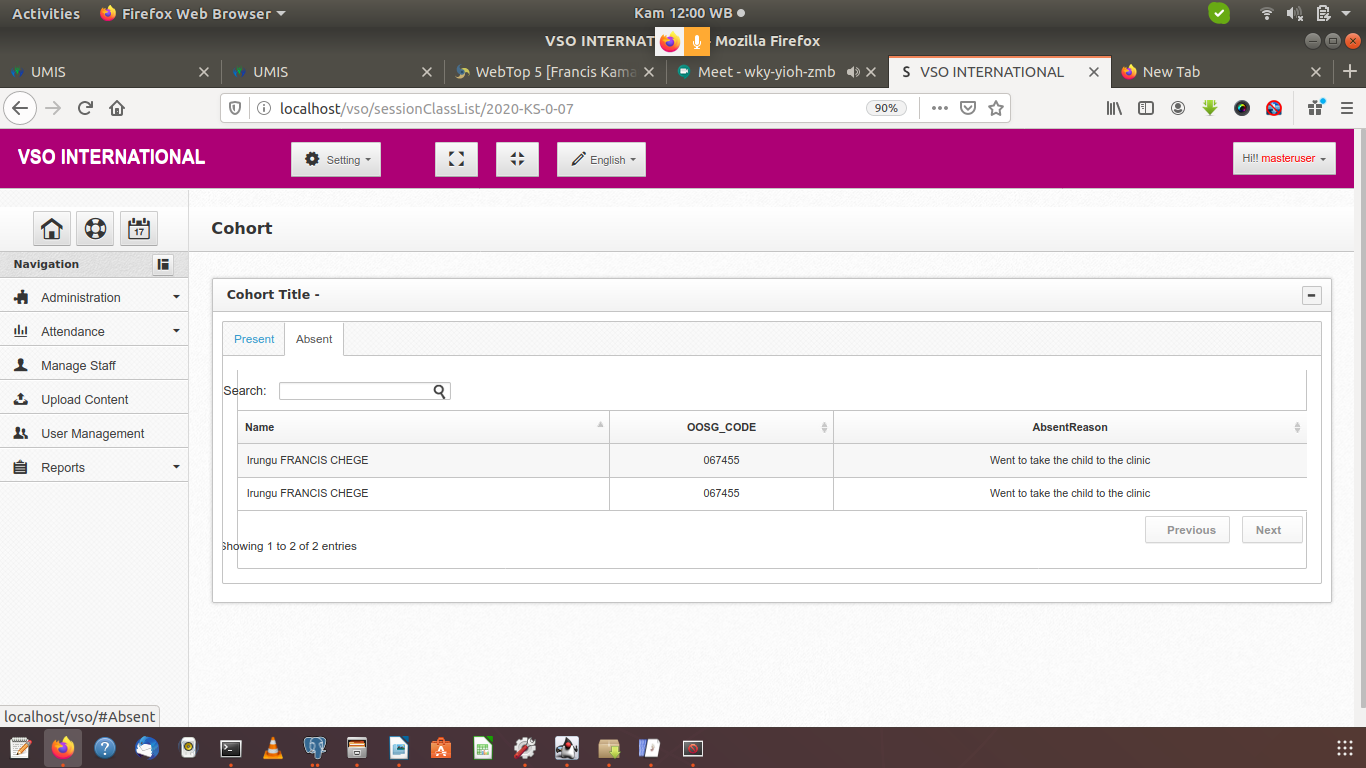 Activities Firefox Web Browser Kam 12:00 WB
VSO INTERNAT - Mozilla Firefox
UMIS UMIS WebTop 5 [Francis Kama Meet - wky-yioh-zmb VSO INTERNATIONAL New Tab
localhost/vso/sessionClassList/2020-KS-0-07 90%
VSO INTERNATIONAL Setting English Hi!! masteruser
17
Cohort
Navigation
Administration
Attendance
Manage Staff
Upload Content
User Management
Reports
Cohort Title -
Present Absent
Search:
Name OOSG_CODE AbsentReason
Irungu FRANCIS CHEGE 067455 Went to take the child to the clinic
Irungu FRANCIS CHEGE 067455 Went to take the child to the clinic
Previous Next
Showing 1 to 2 of 2 entries
localhost/vso/#Absent